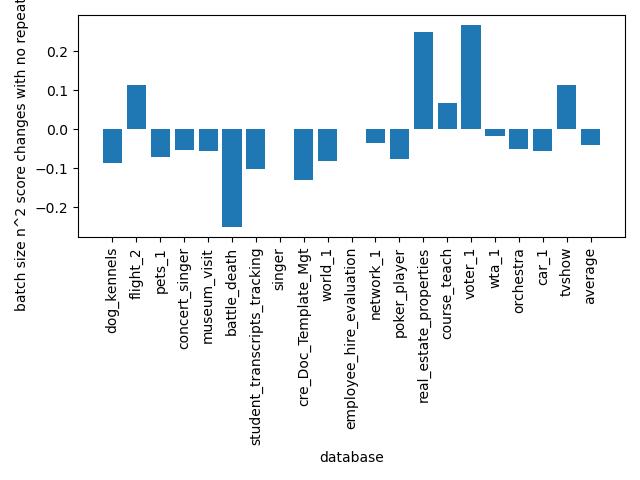 batch size n^2 score changes with no repeat
0.2
0.1
0.0
−0.1
−0.2
dog_kennels
flight_2
pets_1
concert_singer
museum_visit
battle_death
student_transcripts_tracking
singer
cre_Doc_Template_Mgt
world_1
employee_hire_evaluation
network_1
poker_player
real_estate_properties
course_teach
voter_1
wta_1
orchestra
car_1
tvshow
average
database